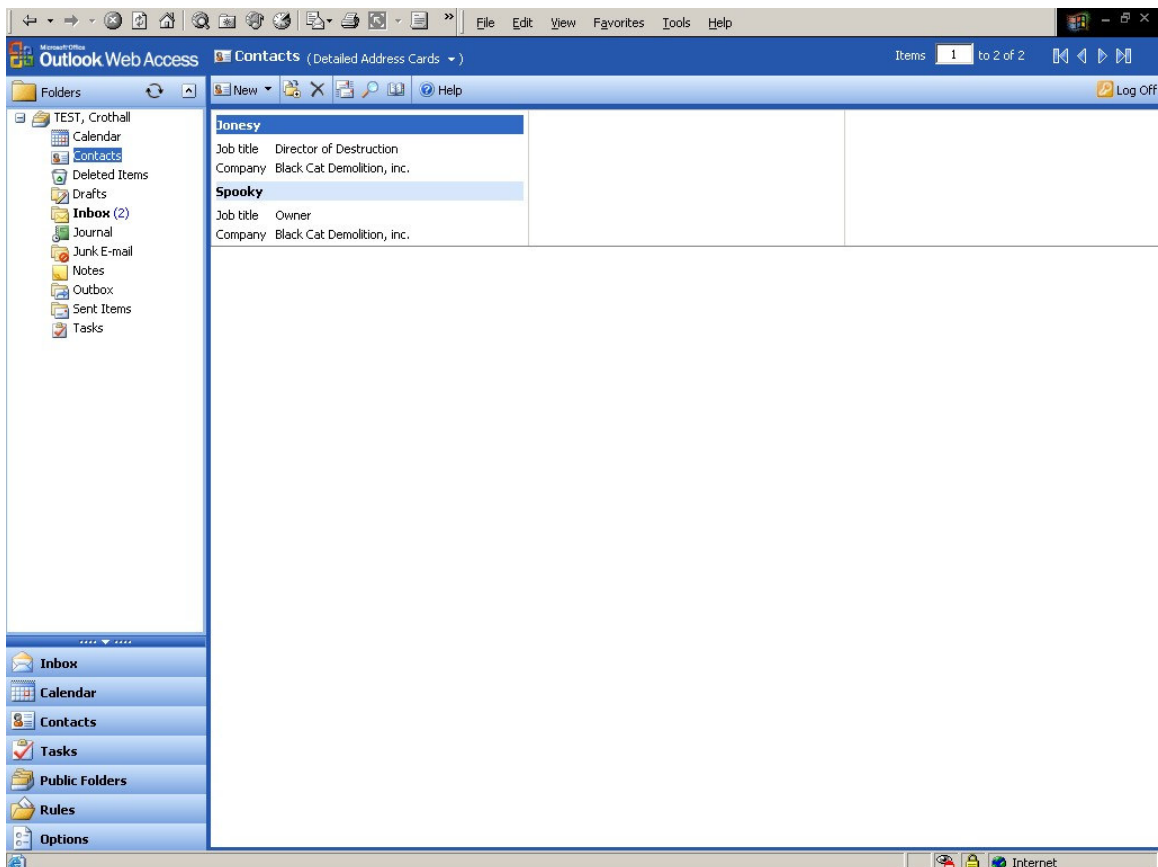 File Edit View Favorites Tools Help
Microsoft Office
Outlook Web Access
Contacts (Detailed Address Cards)
Items 1 to 2 of 2
Folders
New
Help
Log Off
TEST, Crothall
Calendar
Contacts
Deleted Items
Drafts
Inbox (2)
Journal
Junk E-mail
Notes
Outbox
Sent Items
Tasks
Jonesy
Job title Director of Destruction
Company Black Cat Demolition, inc.
Spooky
Job title Owner
Company Black Cat Demolition, inc.
Inbox
Calendar
Contacts
Tasks
Public Folders
Rules
Options
Internet